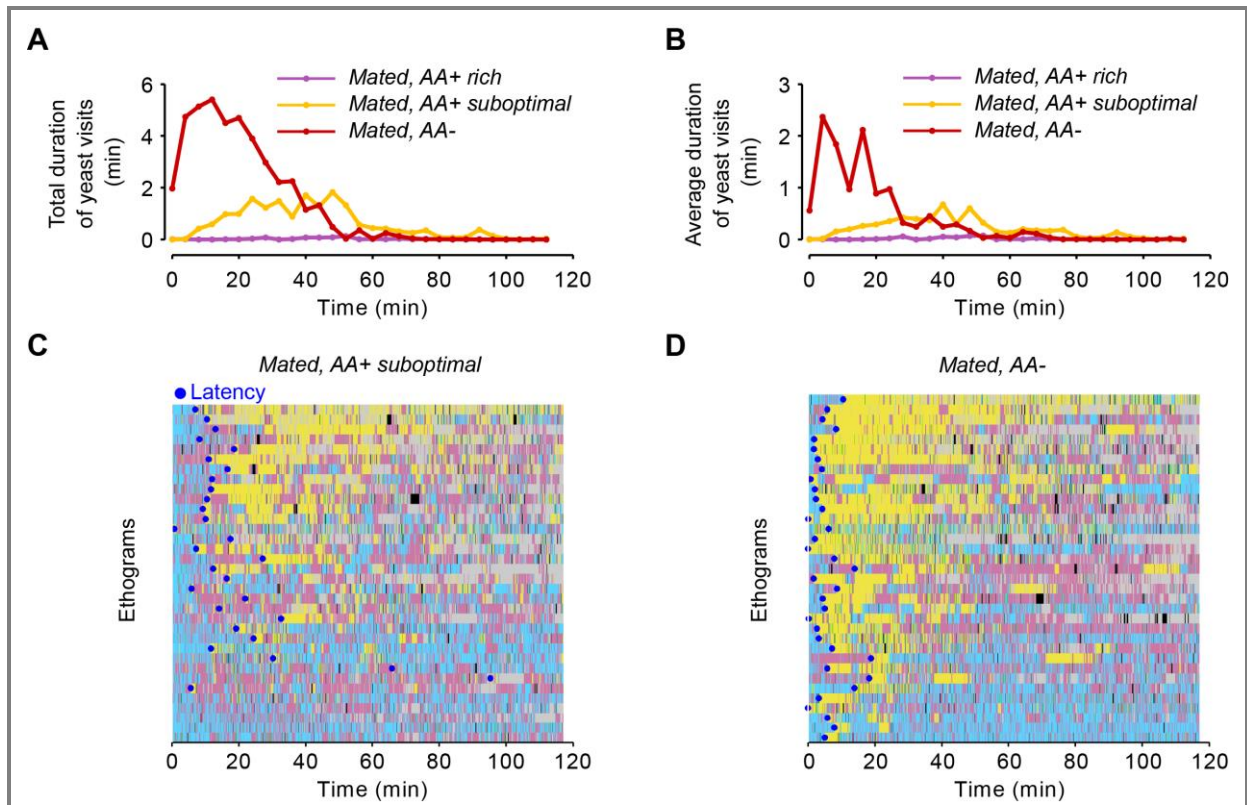 A
B
Mated, AA+ rich
Mated, AA+ suboptimal
Mated, AA-
Total duration
of yeast visits
(min)
6
4
2
0
0 20 40 60 80 100 120
Time (min)
Mated, AA+ rich
Mated, AA+ suboptimal
Mated, AA-
Average duration
of yeast visits
(min)
3
2
1
0
0 20 40 60 80 100 120
Time (min)
C
Mated, AA+ suboptimal
Latency
Ethograms
0 20 40 60 80 100 120
Time (min)
D
Mated, AA-
Ethograms
0 20 40 60 80 100 120
Time (min)